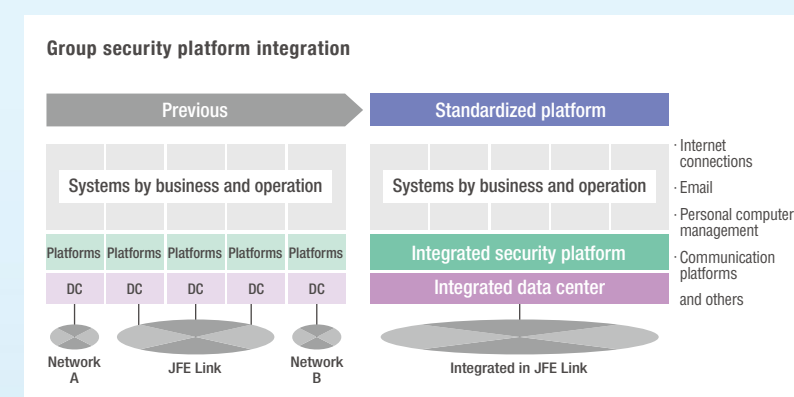 Group security platform integration
Previous
Standardized platform
Systems by business and operation
Systems by business and operation
· Internet
connections
· Email
· Personal computer
management
· Communication
platforms
and others
Platforms Platforms Platforms Platforms Platforms
Integrated security platform
DC DC DC DC DC
Integrated data center
Network
A
JFE Link
Network
B
Integrated in JFE Link